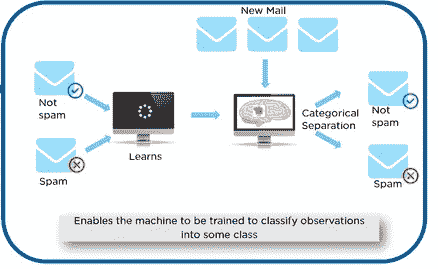 New Mail
Not
spam
Learns
Spam
Categorical
Separation
Not
spam
Spam
Enables the machine to be trained to classify observations
into some class